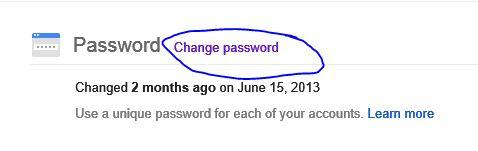 Password Change password
Changed 2 months ago on June 15, 2013
Use a unique password for each of your accounts. Learn more